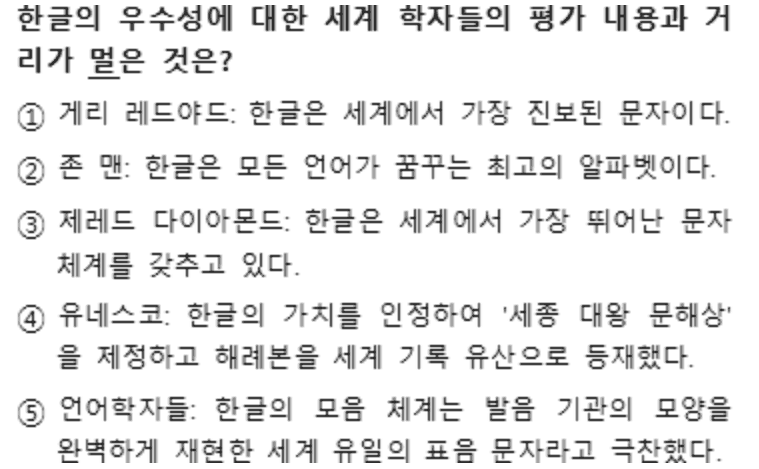 한글의 우수성에 대한 세계 학자들의 평가 내용과 거
리가 멀은 것은?
① 게리 레드야드: 한글은 세계에서 가장 진보된 문자이다.
② 존 맨: 한글은 모든 언어가 꿈꾸는 최고의 알파벳이다.
③ 제레드 다이아몬드: 한글은 세계에서 가장 뛰어난 문자
체계를 갖추고 있다.
④ 유네스코: 한글의 가치를 인정하여 '세종 대왕 문해상'
을 제정하고 해례본을 세계 기록 유산으로 등재했다.
⑤ 언어학자들: 한글의 모음 체계는 발음 기관의 모양을
완벽하게 재현한 세계 유일의 표음 문자라고 극찬했다.